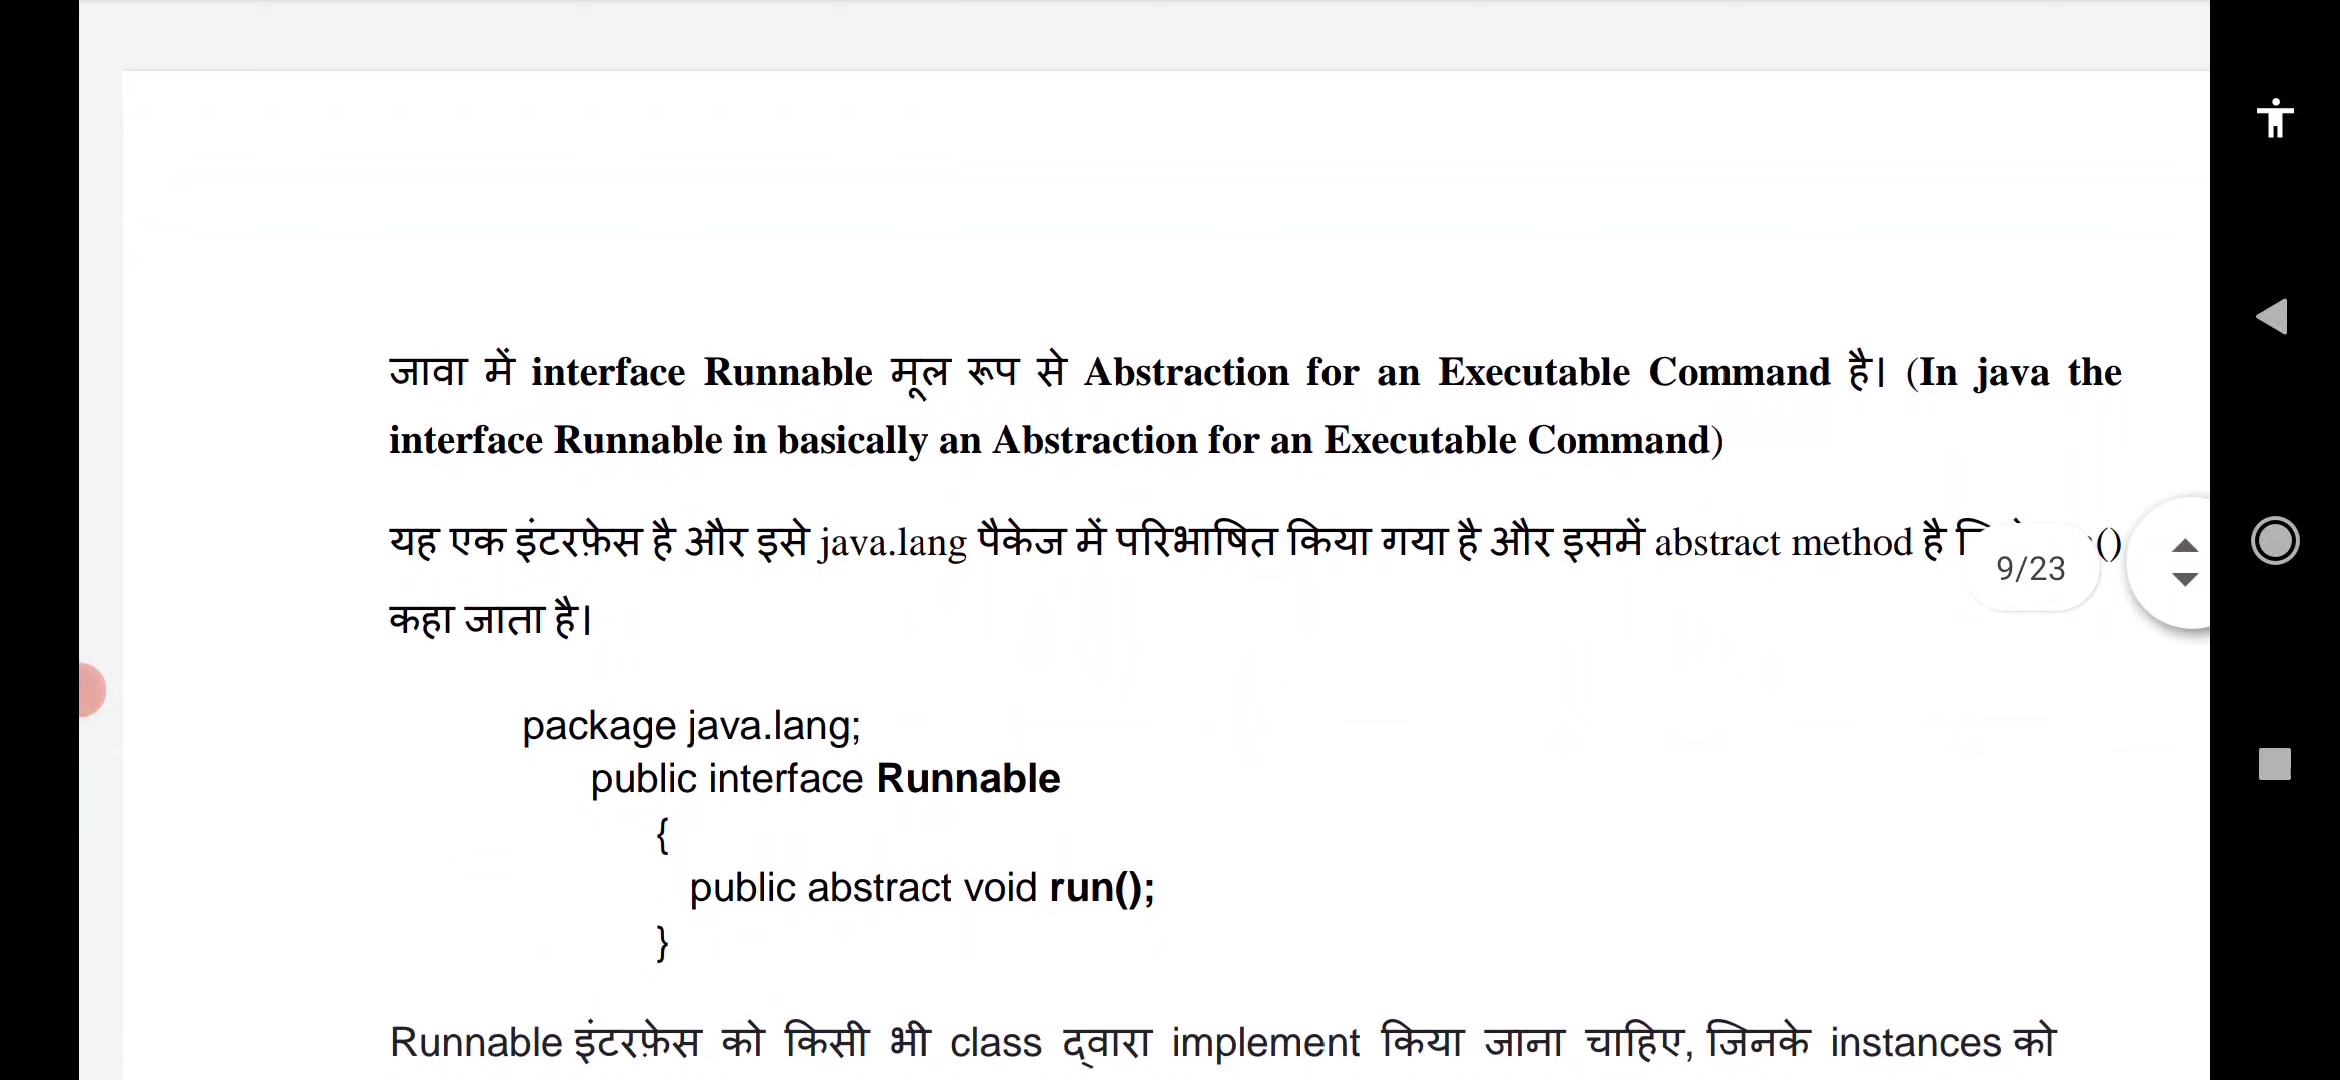 जावा में interface Runnable मूल रूप से Abstraction for an Executable Command है। (In java the
interface Runnable in basically an Abstraction for an Executable Command)
यह एक इंटरफ़ेस है और इसे java.lang पैकेज में परिभाषित किया गया है और इसमें abstract method है ()
9/23
कहा जाता है।
package java.lang;
public interface Runnable
{
public abstract void run();
}
Runnable इंटरफ़ेस को किसी भी class द्वारा implement किया जाना चाहिए, जिनके instances को